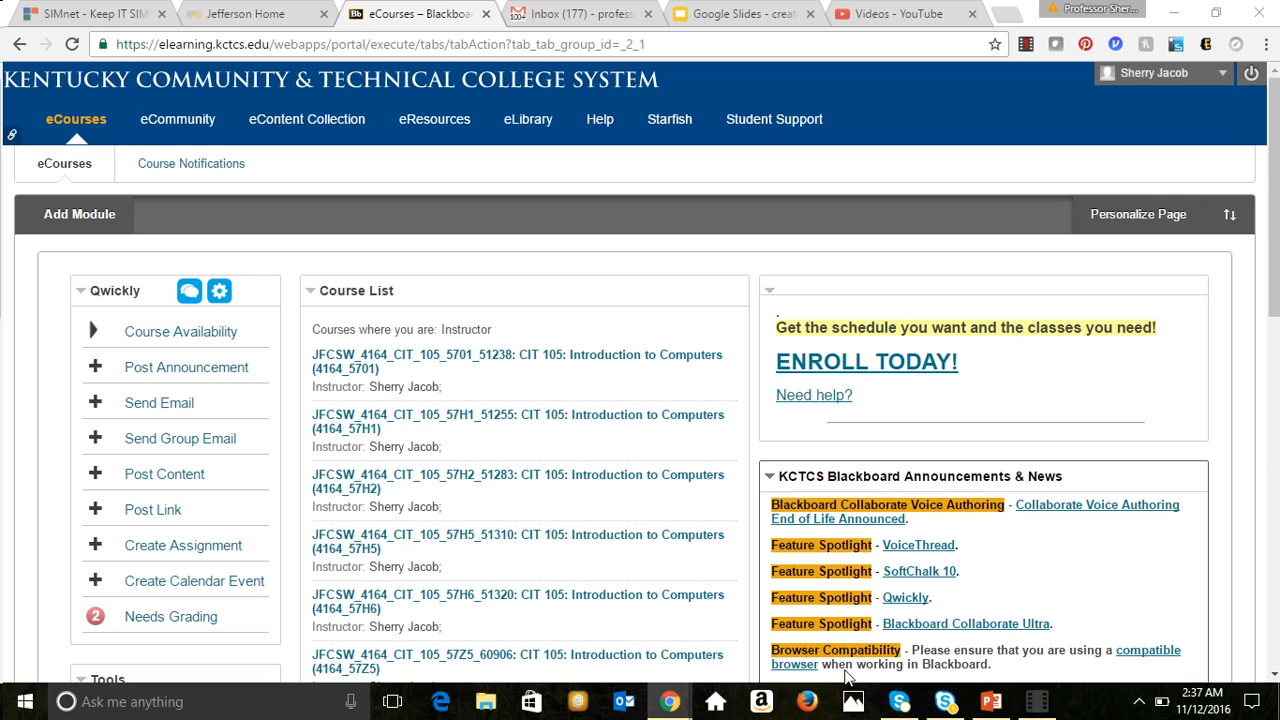 SIMnet - Keep IT SIM
Jefferson Home
eCourses – Blackboa
Inbox (177) - profess
Google Slides - creat
Videos - YouTube
Professor Sher...
https://elearning.kctcs.edu/webapps/portal/execute/tabs/tabAction?tab_tab_group_id=_2_1
KENTUCKY COMMUNITY & TECHNICAL COLLEGE SYSTEM
Sherry Jacob
eCourses eCommunity eContent Collection eResources eLibrary Help Starfish Student Support
eCourses Course Notifications
Add Module
Personalize Page
Qwickly
Course Availability
Post Announcement
Send Email
Send Group Email
Post Content
Post Link
Create Assignment
Create Calendar Event
2 Needs Grading
Tools
Course List
Courses where you are: Instructor
JFCSW_4164_CIT_105_5701_51238: CIT 105: Introduction to Computers
(4164_5701)
Instructor: Sherry Jacob;
JFCSW_4164_CIT_105_57H1_51255: CIT 105: Introduction to Computers
(4164_57H1)
Instructor: Sherry Jacob;
JFCSW_4164_CIT_105_57H2_51283: CIT 105: Introduction to Computers
(4164_57H2)
Instructor: Sherry Jacob;
JFCSW_4164_CIT_105_57H5_51310: CIT 105: Introduction to Computers
(4164_57H5)
Instructor: Sherry Jacob;
JFCSW_4164_CIT_105_57H6_51320: CIT 105: Introduction to Computers
(4164_57H6)
Instructor: Sherry Jacob;
JFCSW_4164_CIT_105_57Z5_60906: CIT 105: Introduction to Computers
(4164_57Z5)
.
Get the schedule you want and the classes you need!
ENROLL TODAY!
Need help?
KCTCS Blackboard Announcements & News
Blackboard Collaborate Voice Authoring - Collaborate Voice Authoring
End of Life Announced.
Feature Spotlight - VoiceThread.
Feature Spotlight - SoftChalk 10.
Feature Spotlight - Qwickly.
Feature Spotlight - Blackboard Collaborate Ultra.
Browser Compatibility - Please ensure that you are using a compatible
browser when working in Blackboard.
Ask me anything
2:37 AM
11/12/2016